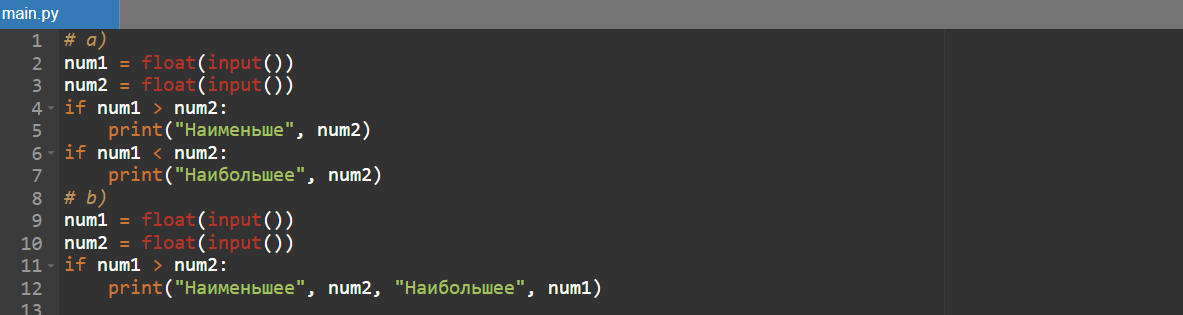 main.py
1 # a)
2 num1 = float(input())
3 num2 = float(input())
4 if num1 > num2:
5     print("Наименьше", num2)
6 if num1 < num2:
7     print("Наибольшее", num2)
8 # b)
9 num1 = float(input())
10 num2 = float(input())
11 if num1 > num2:
12     print("Наименьшее", num2, "Наибольшее", num1)
13